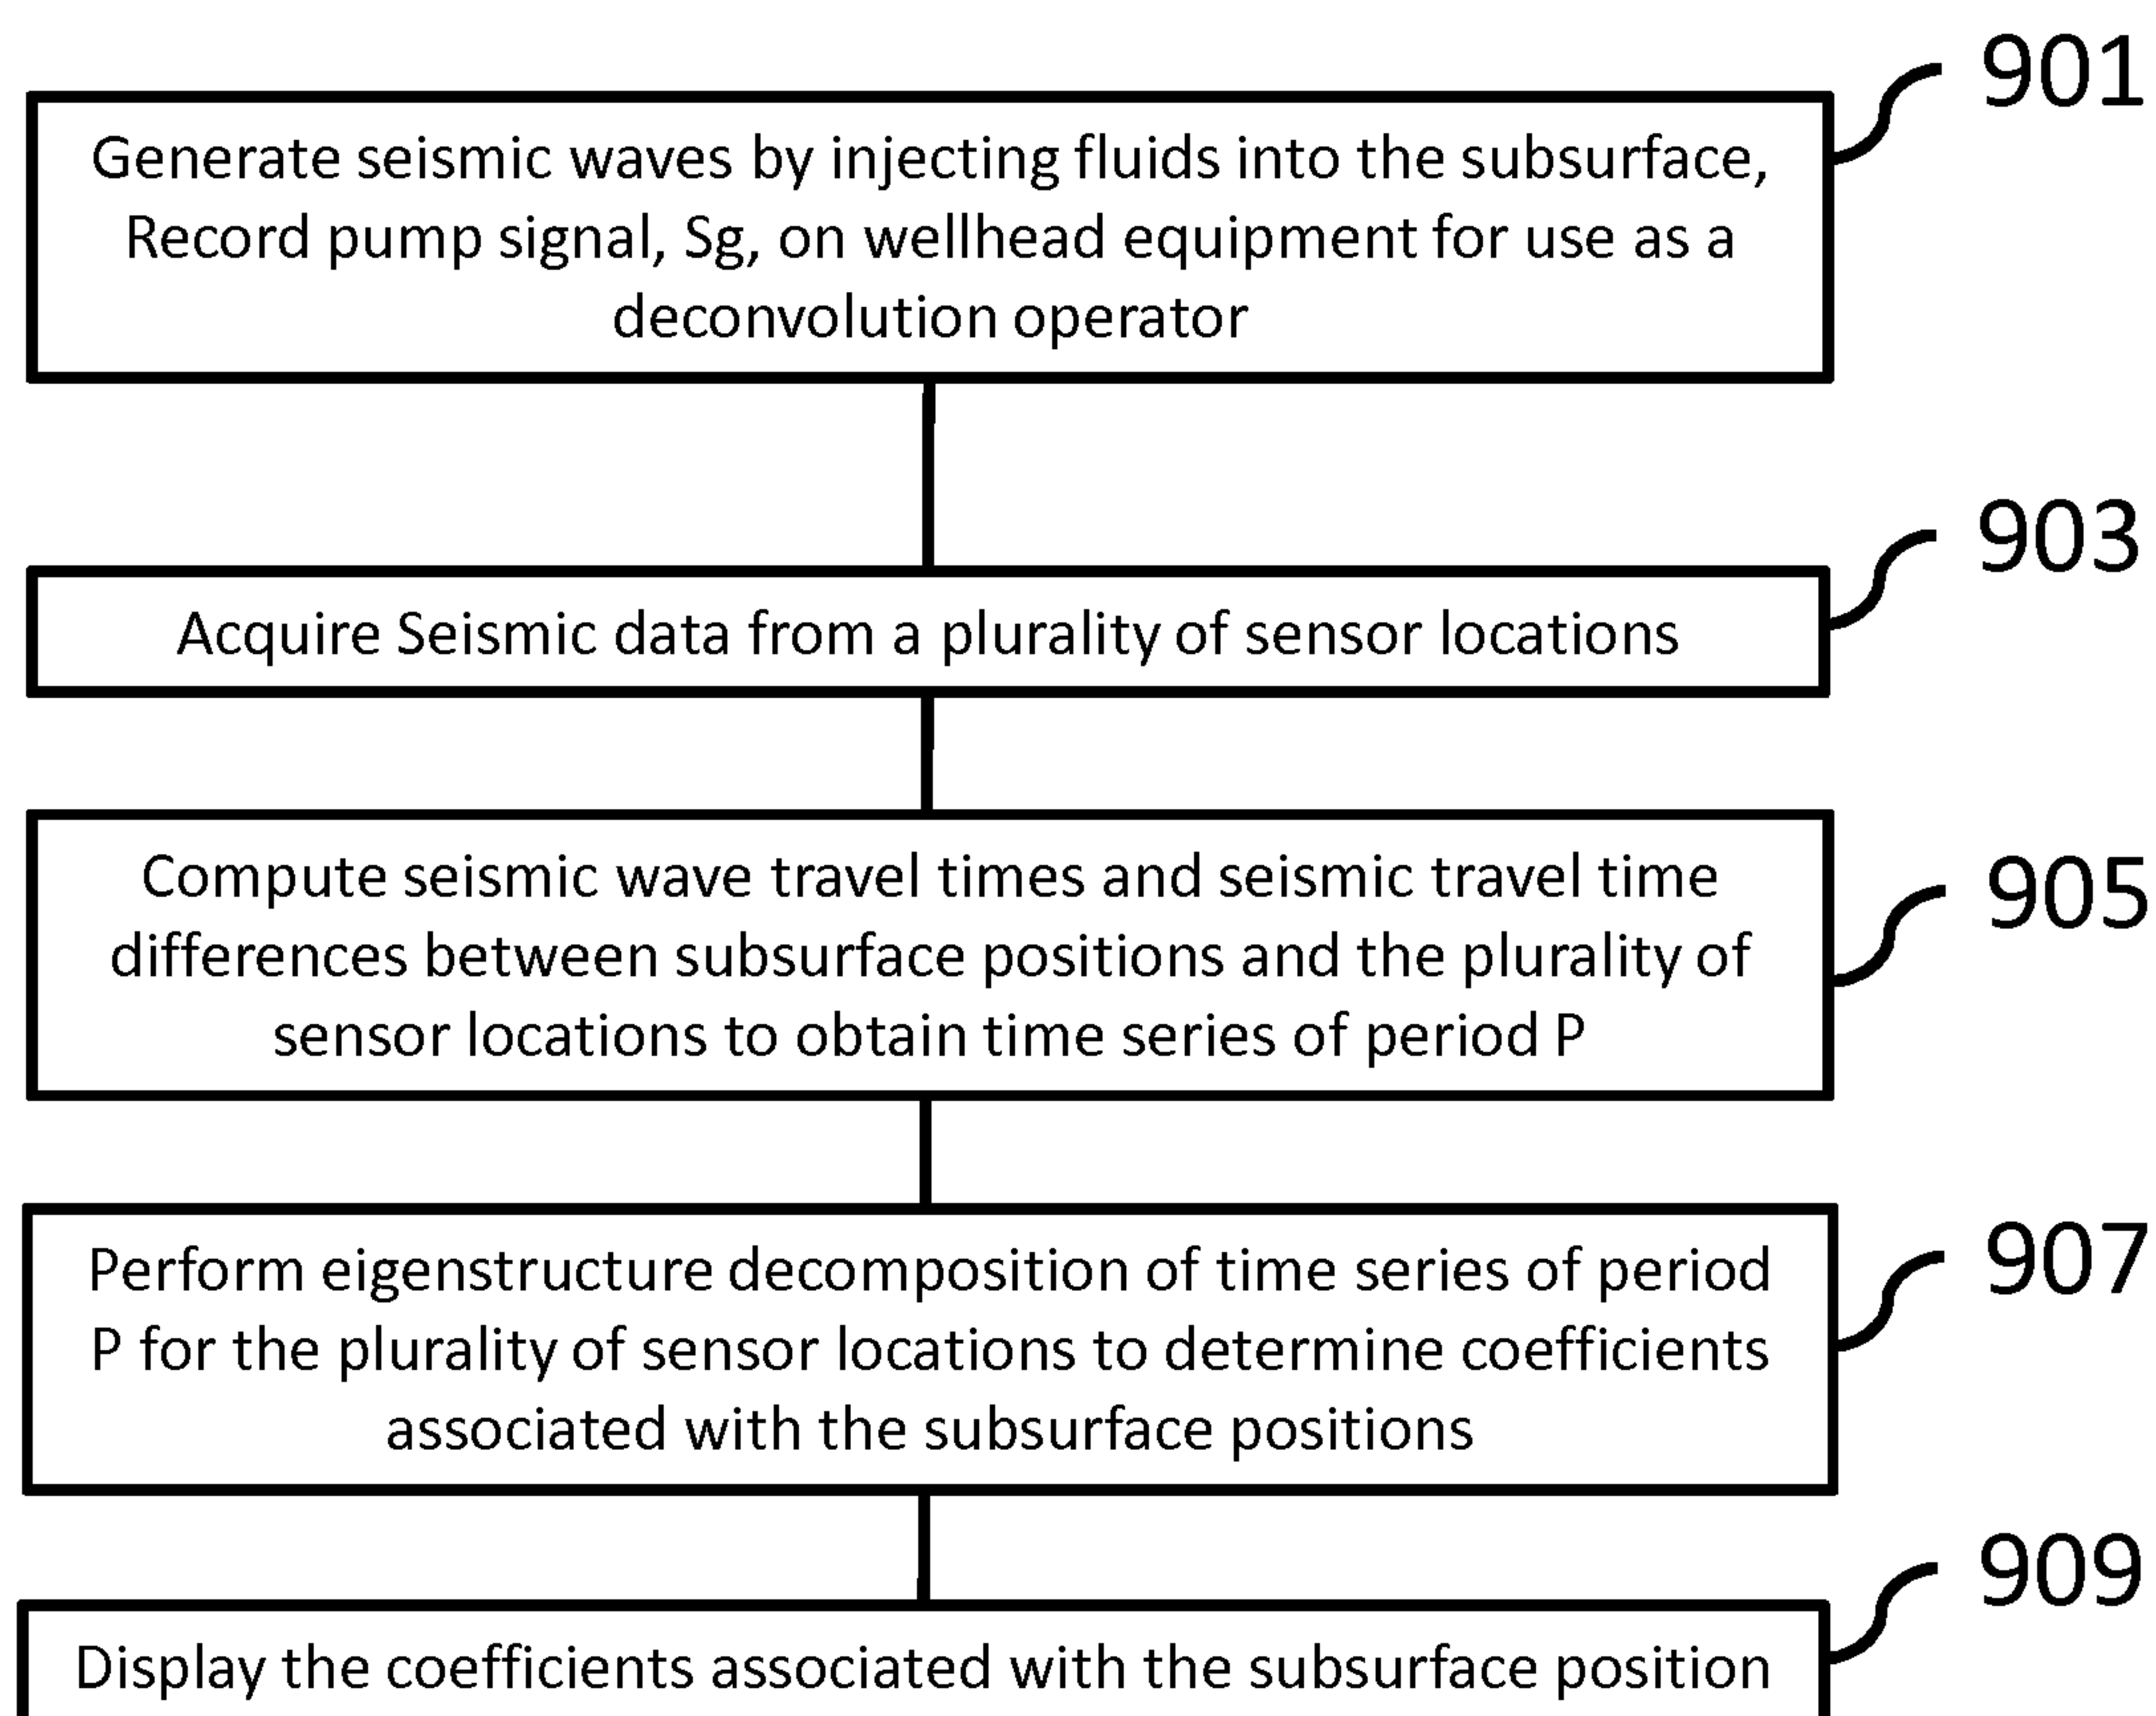 901
Generate seismic waves by injecting fluids into the subsurface,
Record pump signal, Sg, on wellhead equipment for use as a
deconvolution operator
903
Acquire Seismic data from a plurality of sensor locations
905
Compute seismic wave travel times and seismic travel time
differences between subsurface positions and the plurality of
sensor locations to obtain time series of period P
907
Perform eigenstructure decomposition of time series of period
P for the plurality of sensor locations to determine coefficients
associated with the subsurface positions
909
Display the coefficients associated with the subsurface position